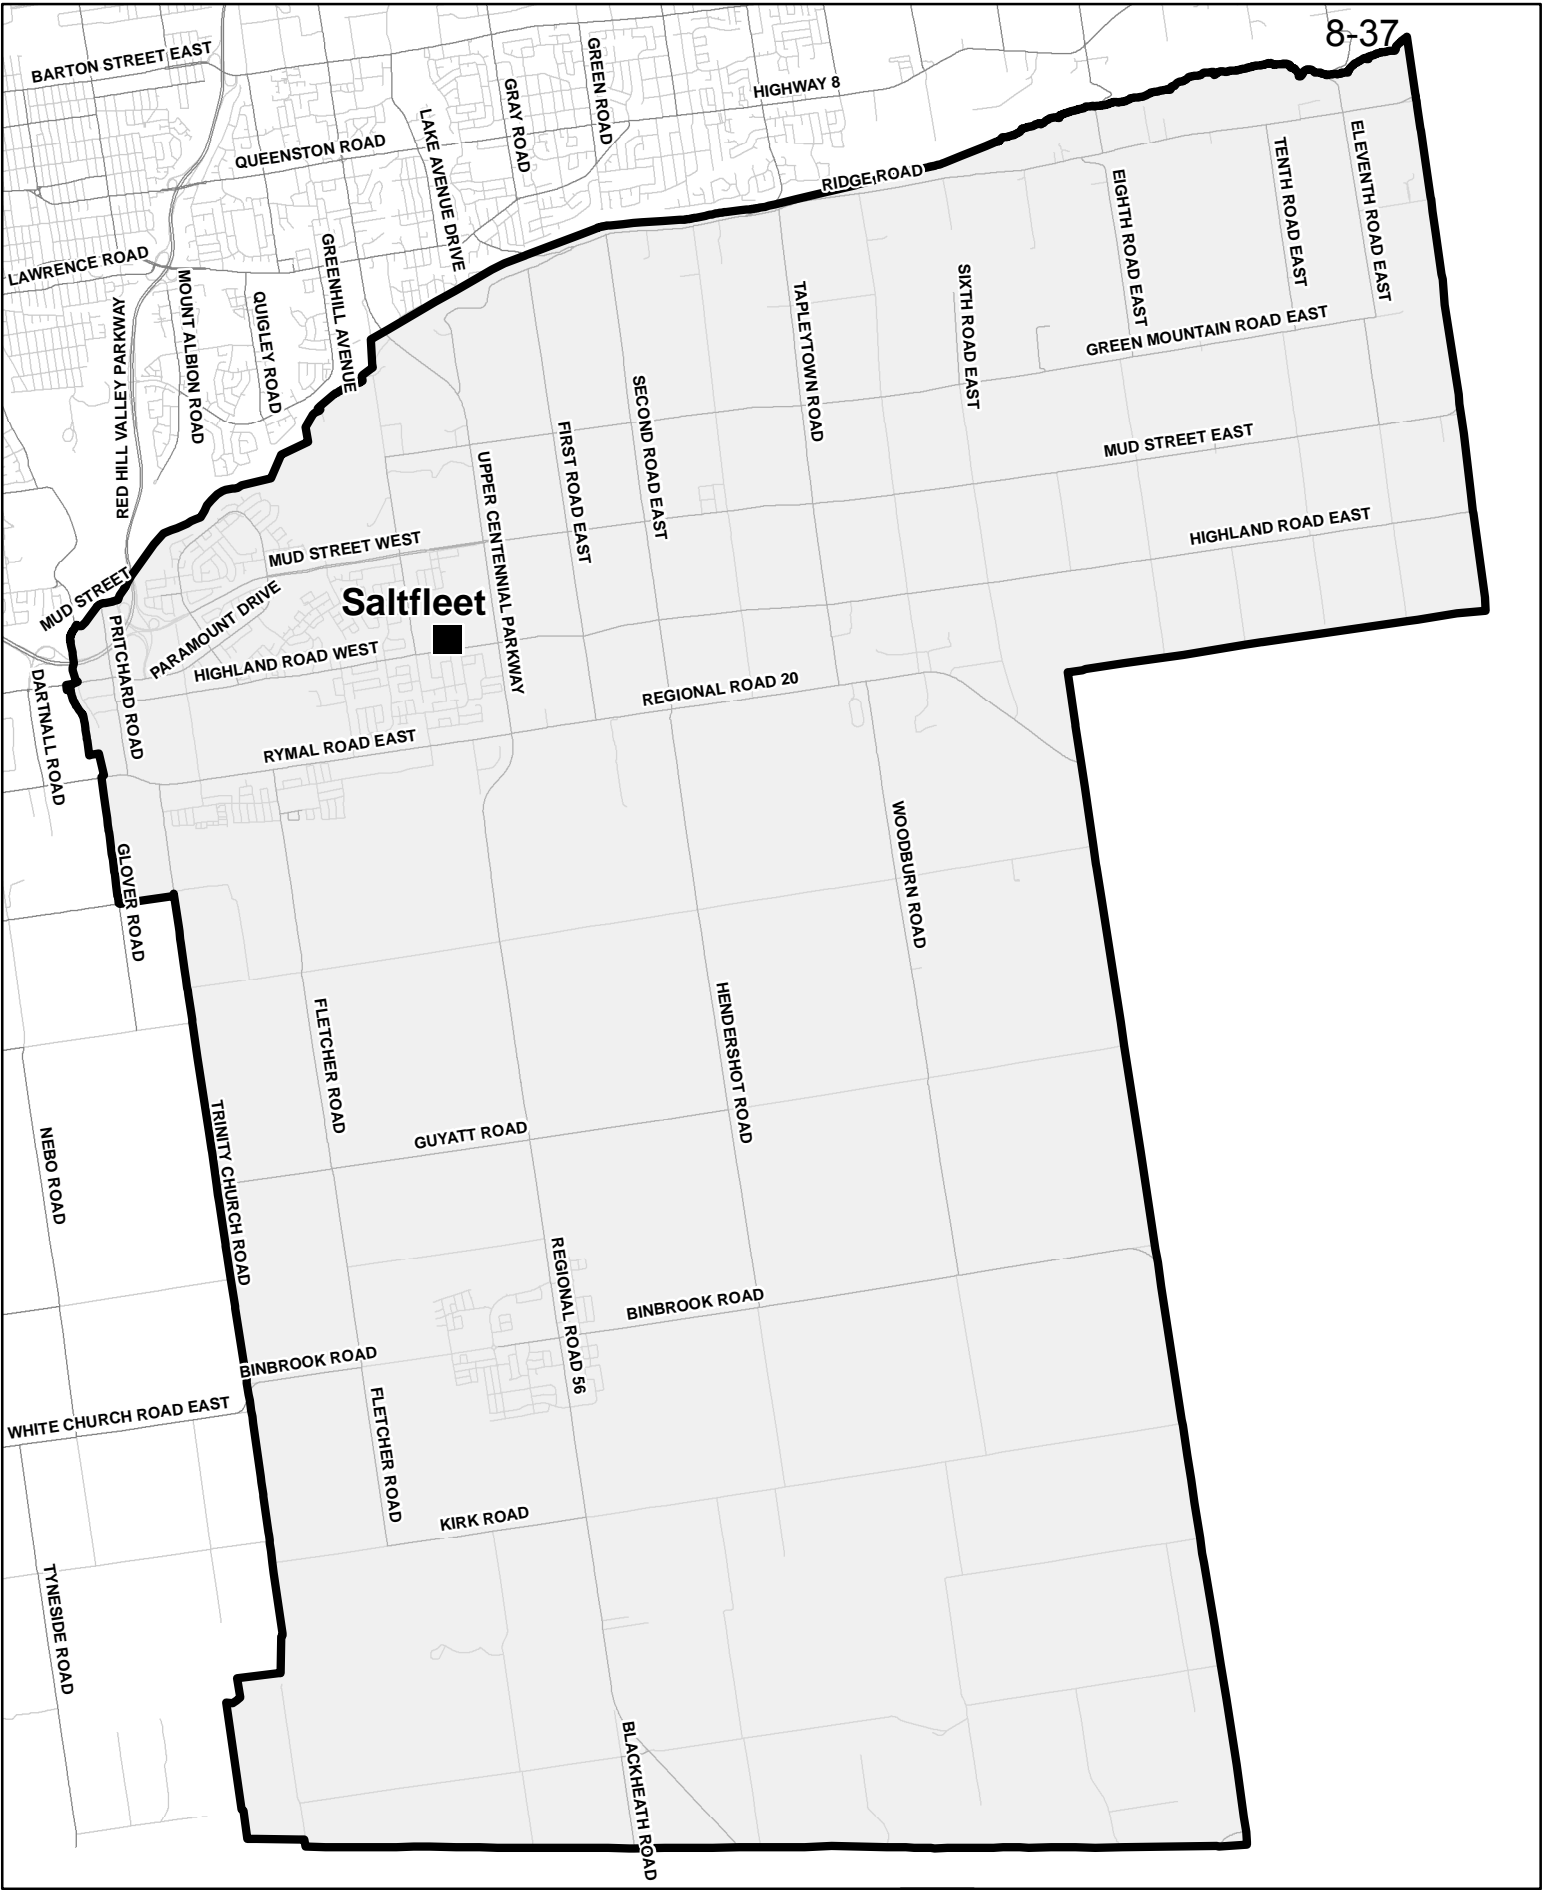 8-37
BARTON STREET EAST
GREEN ROAD
HIGHWAY 8
GRAY ROAD
LAKE AVENUE DRIVE
QUEENSTON ROAD
RIDGE ROAD
ELEVENTH ROAD EAST
TENTH ROAD EAST
EIGHTH ROAD EAST
LAWRENCE ROAD
GREENHILL AVENUE
MOUNT ALBION ROAD
QUIGLEY ROAD
RED HILL VALLEY PARKWAY
SIXTH ROAD EAST
TAPLEYTOWN ROAD
GREEN MOUNTAIN ROAD EAST
SECOND ROAD EAST
FIRST ROAD EAST
UPPER CENTENNIAL PARKWAY
MUD STREET EAST
HIGHLAND ROAD EAST
MUD STREET WEST
MUD STREET
PARAMOUNT DRIVE
Saltfleet
PRITCHARD ROAD
HIGHLAND ROAD WEST
DARTNALL ROAD
REGIONAL ROAD 20
RYMAL ROAD EAST
WOODBURN ROAD
GLOVER ROAD
FLETCHER ROAD
HENDERSHOT ROAD
TRINITY CHURCH ROAD
NEBO ROAD
GUYATT ROAD
REGIONAL ROAD 56
BINBROOK ROAD
BINBROOK ROAD
WHITE CHURCH ROAD EAST
FLETCHER ROAD
KIRK ROAD
TYNESIDE ROAD
BLACKHEATH ROAD